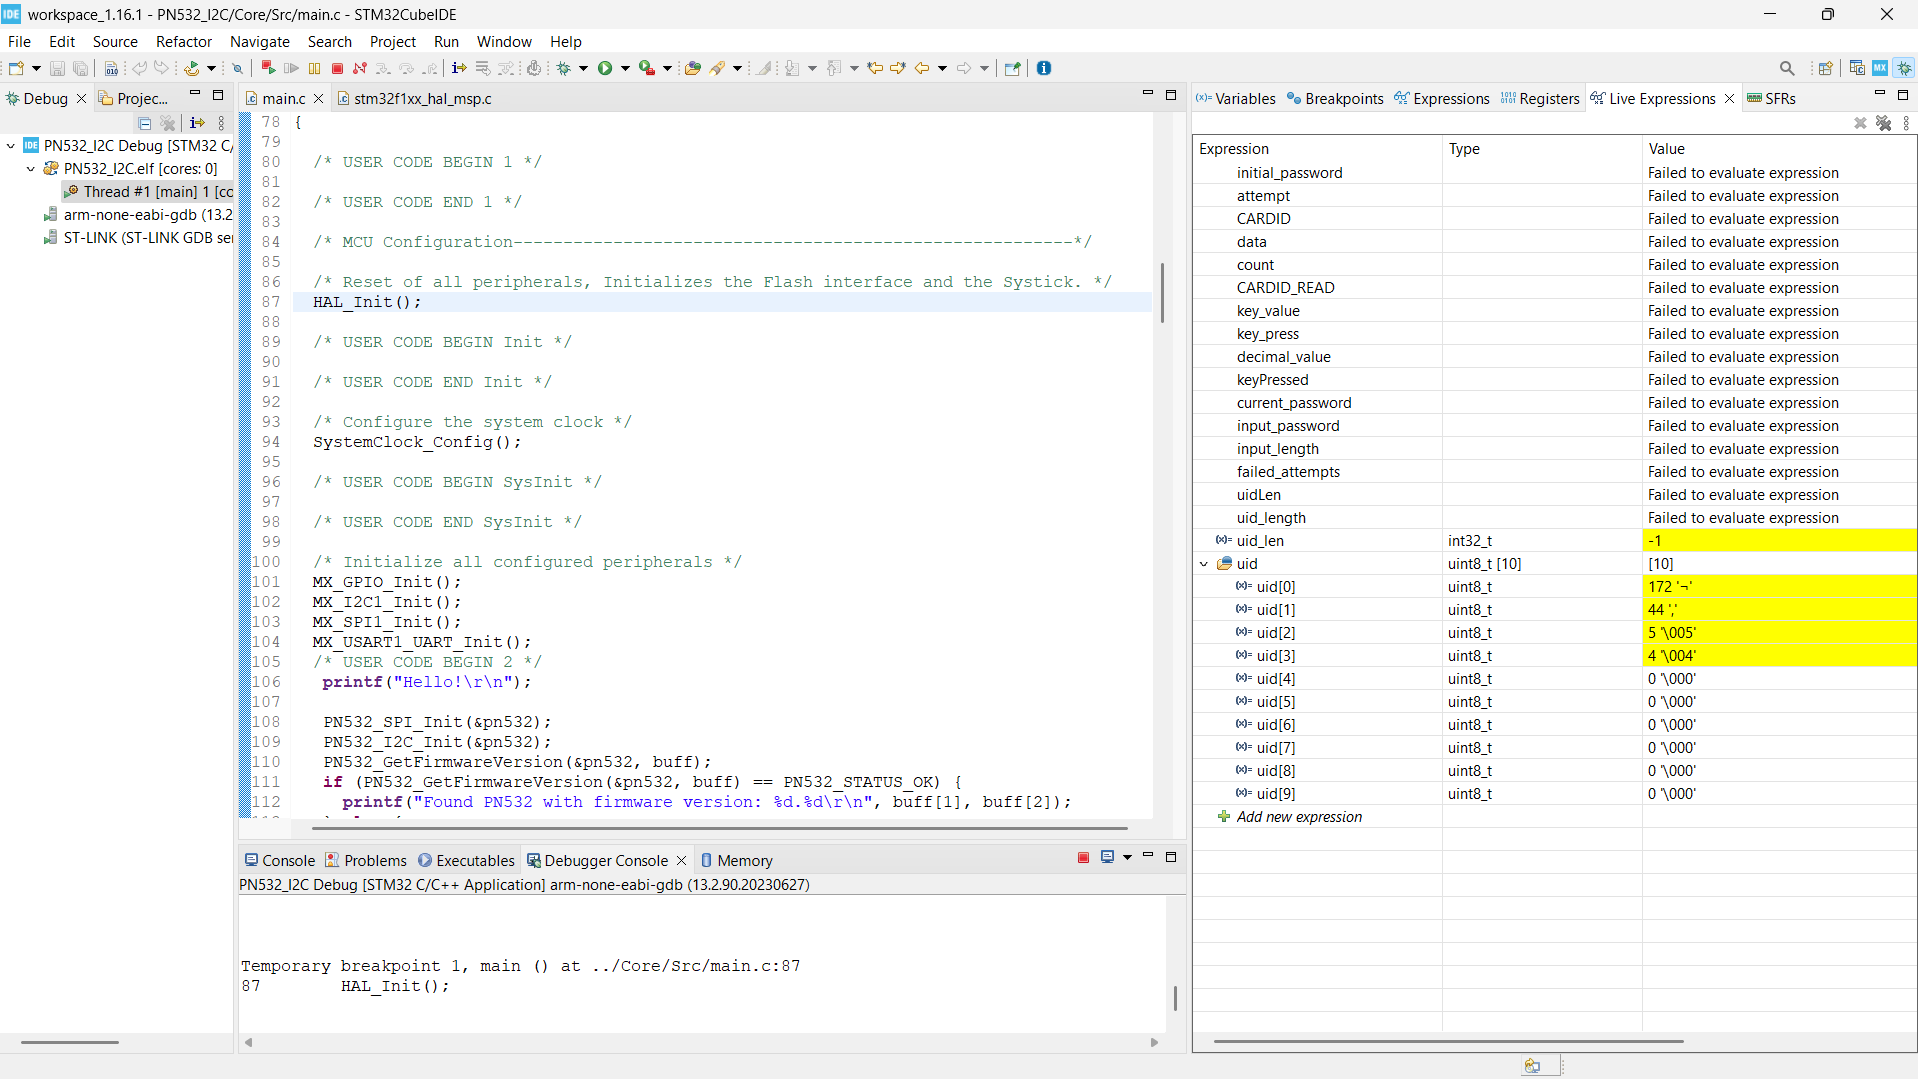 IDE workspace_1.16.1 - PN532_I2C/Core/Src/main.c - STM32CubeIDE
File Edit Source Refactor Navigate Search Project Run Window Help
Debug Projec...
PN532_I2C Debug [STM32 C/
PN532_I2C.elf [cores: 0]
Thread #1 [main] 1 [co
arm-none-eabi-gdb (13.2
ST-LINK (ST-LINK GDB se
main.c stm32f1xx_hal_msp.c
78 {
79
80 /* USER CODE BEGIN 1 */
81
82 /* USER CODE END 1 */
83
84 /* MCU Configuration--------------------------------------------------------*/
85
86 /* Reset of all peripherals, Initializes the Flash interface and the Systick. */
87 HAL_Init();
88
89 /* USER CODE BEGIN Init */
90
91 /* USER CODE END Init */
92
93 /* Configure the system clock */
94 SystemClock_Config();
95
96 /* USER CODE BEGIN SysInit */
97
98 /* USER CODE END SysInit */
99
100 /* Initialize all configured peripherals */
101 MX_GPIO_Init();
102 MX_I2C1_Init();
103 MX_SPI1_Init();
104 MX_USART1_UART_Init();
105 /* USER CODE BEGIN 2 */
106 printf("Hello!\r\n");
107
108 PN532_SPI_Init(&pn532);
109 PN532_I2C_Init(&pn532);
110 PN532_GetFirmwareVersion(&pn532, buff);
111 if (PN532_GetFirmwareVersion(&pn532, buff) == PN532_STATUS_OK) {
112 printf("Found PN532 with firmware version: %d.%d\r\n", buff[1], buff[2]);
Console Problems Executables Debugger Console Memory
PN532_I2C Debug [STM32 C/C++ Application] arm-none-eabi-gdb (13.2.90.20230627)
Temporary breakpoint 1, main () at ../Core/Src/main.c:87
87 HAL_Init();
Variables Breakpoints Expressions Registers Live Expressions SFRs
Expression Type Value
initial_password Failed to evaluate expression
attempt Failed to evaluate expression
CARDID Failed to evaluate expression
data Failed to evaluate expression
count Failed to evaluate expression
CARDID_READ Failed to evaluate expression
key_value Failed to evaluate expression
key_press Failed to evaluate expression
decimal_value Failed to evaluate expression
keyPressed Failed to evaluate expression
current_password Failed to evaluate expression
input_password Failed to evaluate expression
input_length Failed to evaluate expression
failed_attempts Failed to evaluate expression
uidLen Failed to evaluate expression
uid_length Failed to evaluate expression
uid_len int32_t -1
uid uint8_t [10] [10]
uid[0] uint8_t 172 '¬'
uid[1] uint8_t 44 ','
uid[2] uint8_t 5 '\005'
uid[3] uint8_t 4 '\004'
uid[4] uint8_t 0 '\000'
uid[5] uint8_t 0 '\000'
uid[6] uint8_t 0 '\000'
uid[7] uint8_t 0 '\000'
uid[8] uint8_t 0 '\000'
uid[9] uint8_t 0 '\000'
Add new expression